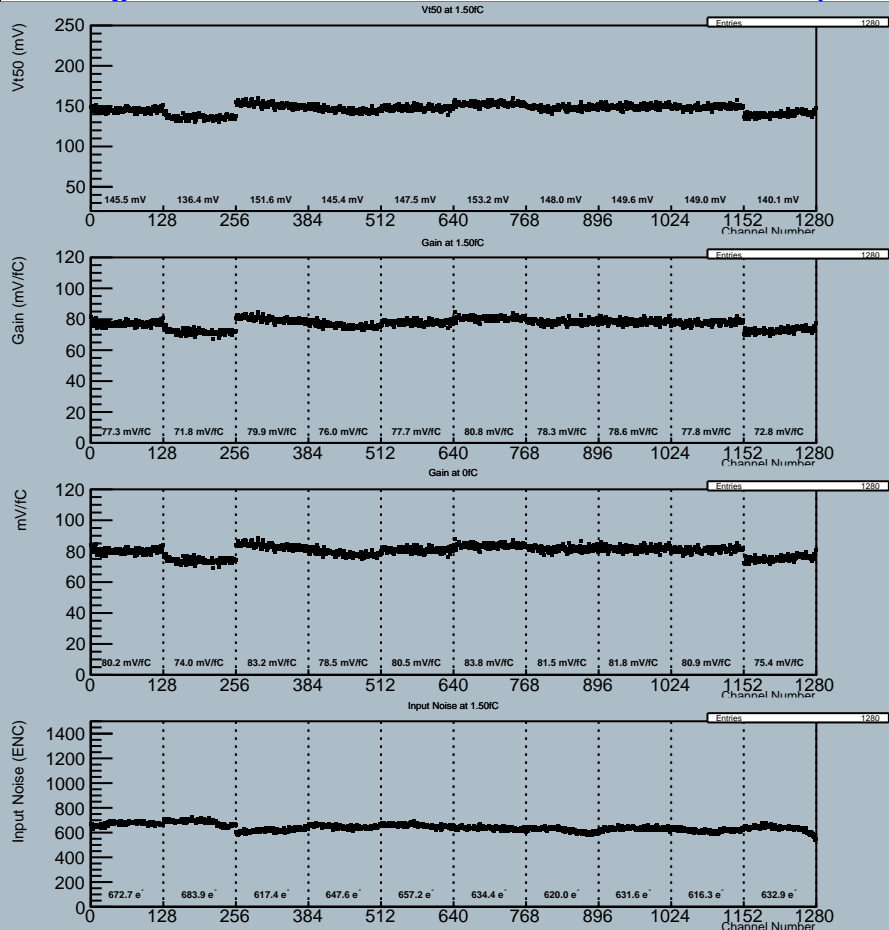 Vt50 at 1.50fC
Entries 1280
Vt50 (mV)
250
200
150
100
50
145.5 mV 136.4 mV 151.6 mV 145.4 mV 147.5 mV 153.2 mV 148.0 mV 149.6 mV 149.0 mV 140.1 mV
0 128 256 384 512 640 768 896 1024 1152 1280
Channel Number
Gain at 1.50fC
Entries 1280
Gain (mV/fC)
120
100
80
60
40
20
0
77.3 mV/fC 71.8 mV/fC 79.9 mV/fC 76.0 mV/fC 77.7 mV/fC 80.8 mV/fC 78.3 mV/fC 78.6 mV/fC 77.8 mV/fC 72.8 mV/fC
0 128 256 384 512 640 768 896 1024 1152 1280
Channel Number
Gain at 0fC
Entries 1280
mV/fC
120
100
80
60
40
20
0
80.2 mV/fC 74.0 mV/fC 83.2 mV/fC 78.5 mV/fC 80.5 mV/fC 83.8 mV/fC 81.5 mV/fC 81.8 mV/fC 80.9 mV/fC 75.4 mV/fC
0 128 256 384 512 640 768 896 1024 1152 1280
Channel Number
Input Noise at 1.50fC
Entries 1280
Input Noise (ENC)
1400
1200
1000
800
600
400
200
0
672.7 e⁻ 683.9 e⁻ 617.4 e⁻ 647.6 e⁻ 657.2 e⁻ 634.4 e⁻ 620.0 e⁻ 631.6 e⁻ 616.3 e⁻ 632.9 e⁻
0 128 256 384 512 640 768 896 1024 1152 1280
Channel Number